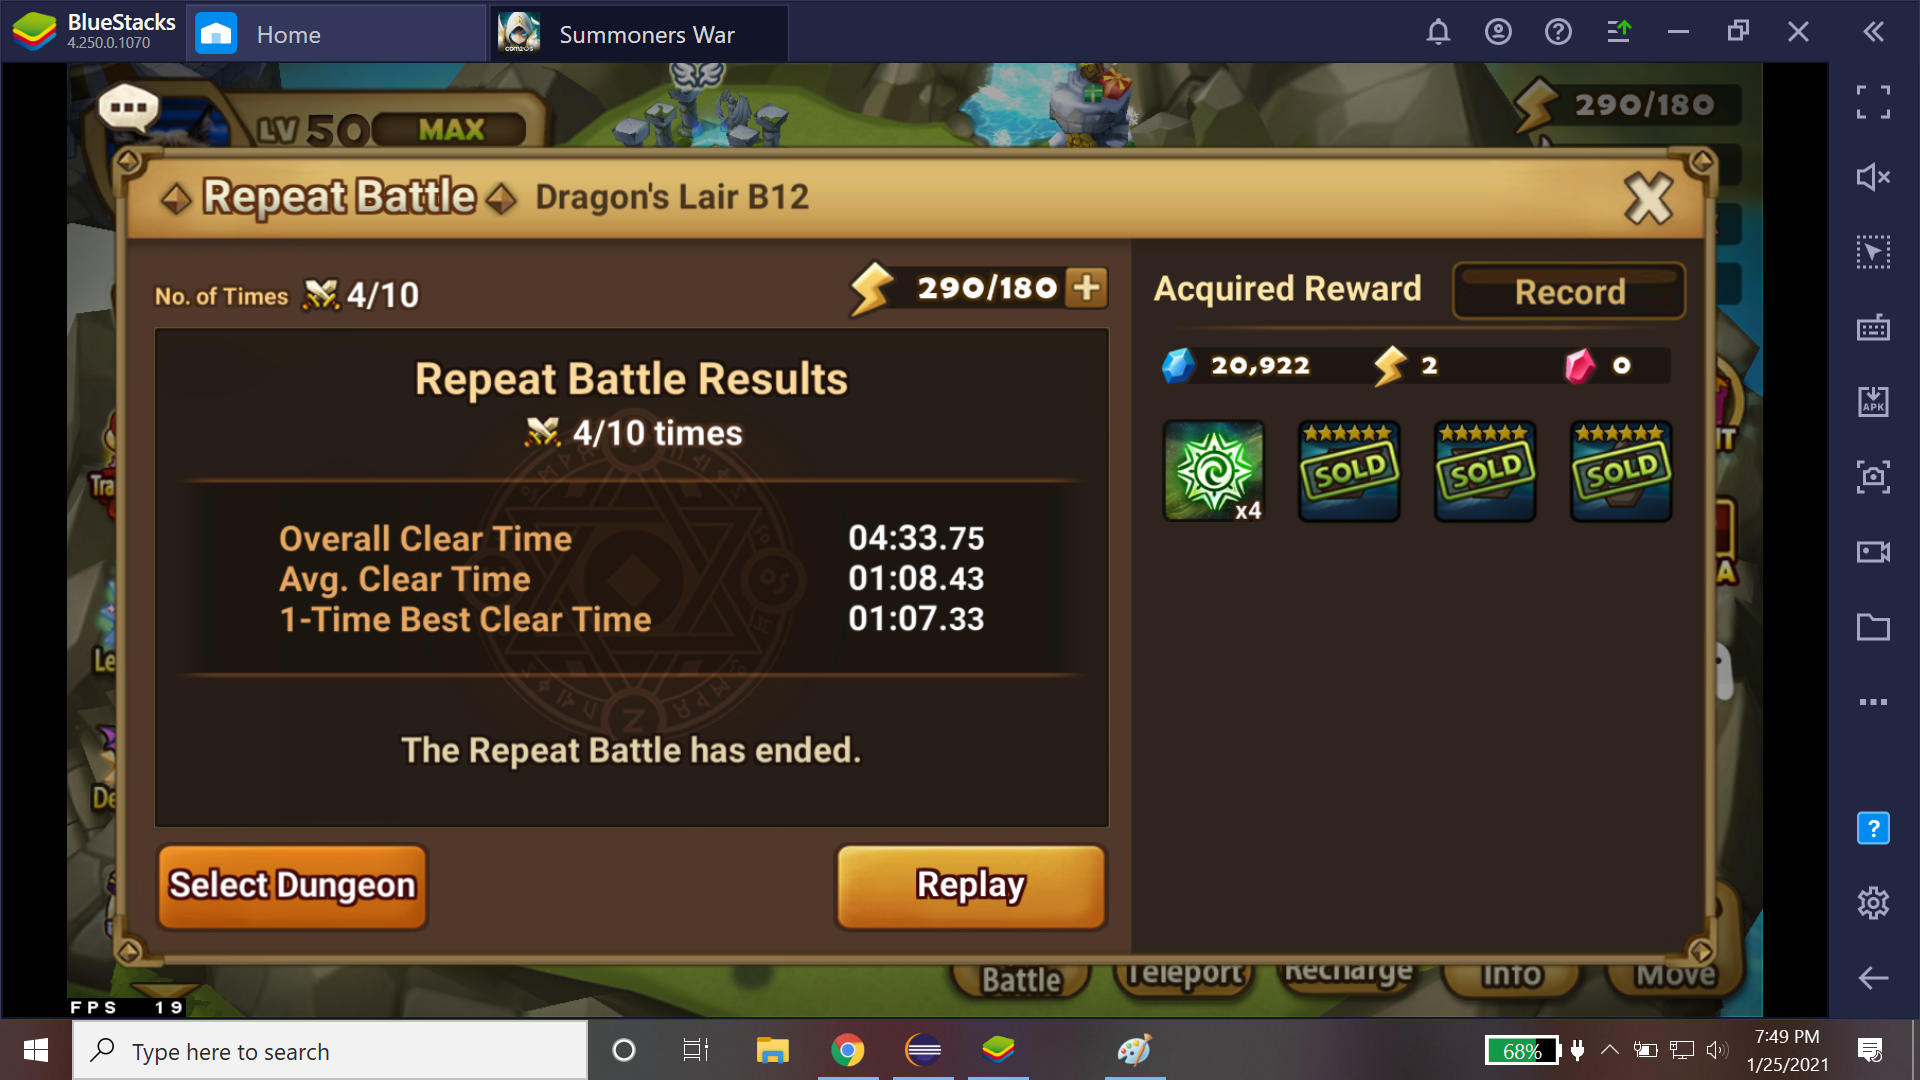 BlueStacks
4.250.0.1070
Home
Summoners War
LV 50 MAX
290/180
Repeat Battle
Dragon's Lair B12
No. of Times 4/10
290/180
Acquired Reward
Record
20,922
2
0
Repeat Battle Results
4/10 times
x4
SOLD
SOLD
SOLD
Overall Clear Time 04:33.75
Avg. Clear Time 01:08.43
1-Time Best Clear Time 01:07.33
The Repeat Battle has ended.
Select Dungeon
Replay
Battle
Teleport
Recharge
Info
Move
FPS 19
APK
Type here to search
68%
7:49 PM
1/25/2021